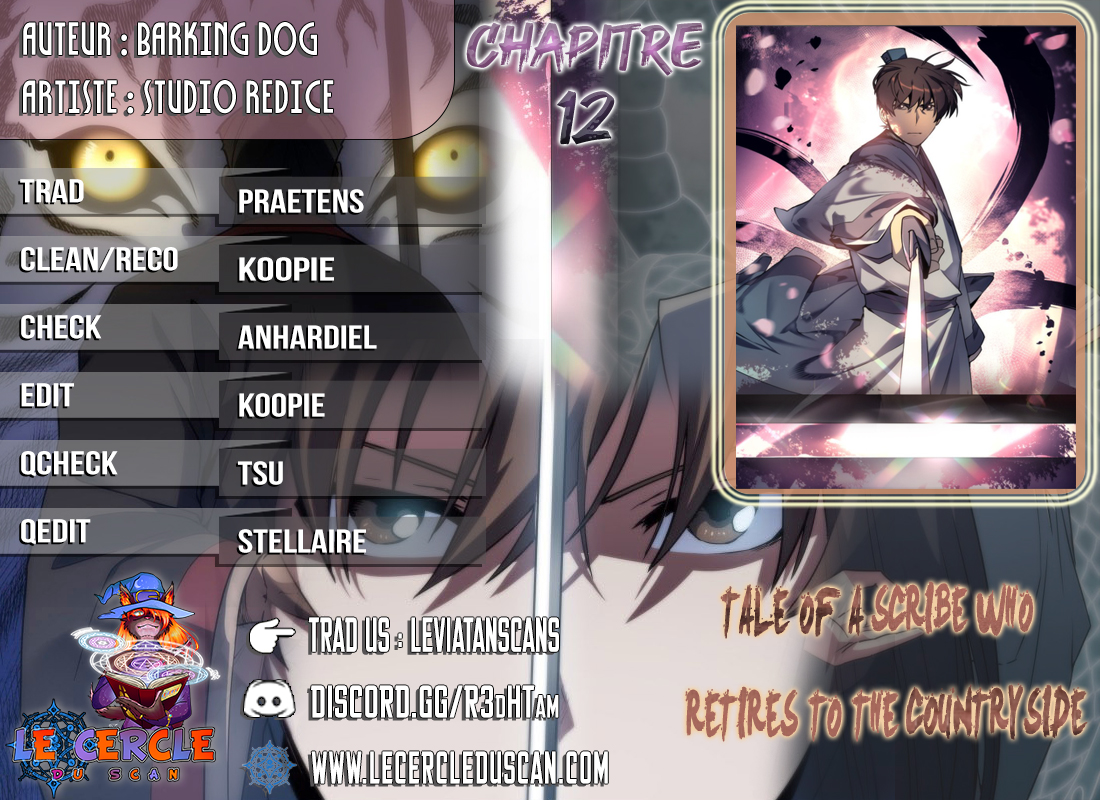 AUTEUR : BARKING DOG
ARTISTE : STUDIO REDICE
CHAPITRE
12
TRAD
PRAETENS
CLEAN/RECO
KOOPIE
CHECK
ANHARDIEL
EDIT
KOOPIE
QCHECK
TSU
QEDIT
STELLAIRE
TRAD US : LEVIATANSCANS
DISCORD.GG/R3DHTAM
WWW.LECERCLEDUSCAN.COM
LE CERCLE
DU SCAN
TALE OF A SCRIBE WHO
RETIRES TO THE COUNTRYSIDE